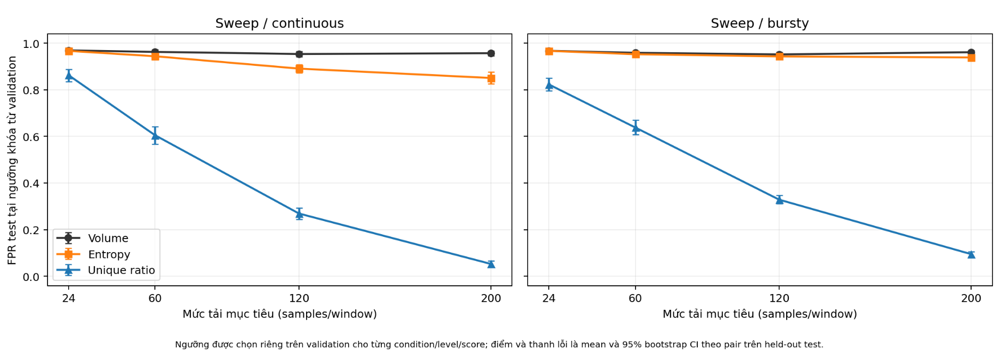 Sweep / continuous
Sweep / bursty
FPR test tại ngưỡng khóa từ validation
1.0
0.8
0.6
0.4
0.2
0.0
Volume
Entropy
Unique ratio
24 60 120 200
24 60 120 200
Mức tải mục tiêu (samples/window)
Mức tải mục tiêu (samples/window)
Ngưỡng được chọn riêng trên validation cho từng condition/level/score; điểm và thanh lỗi là mean và 95% bootstrap CI theo pair trên held-out test.